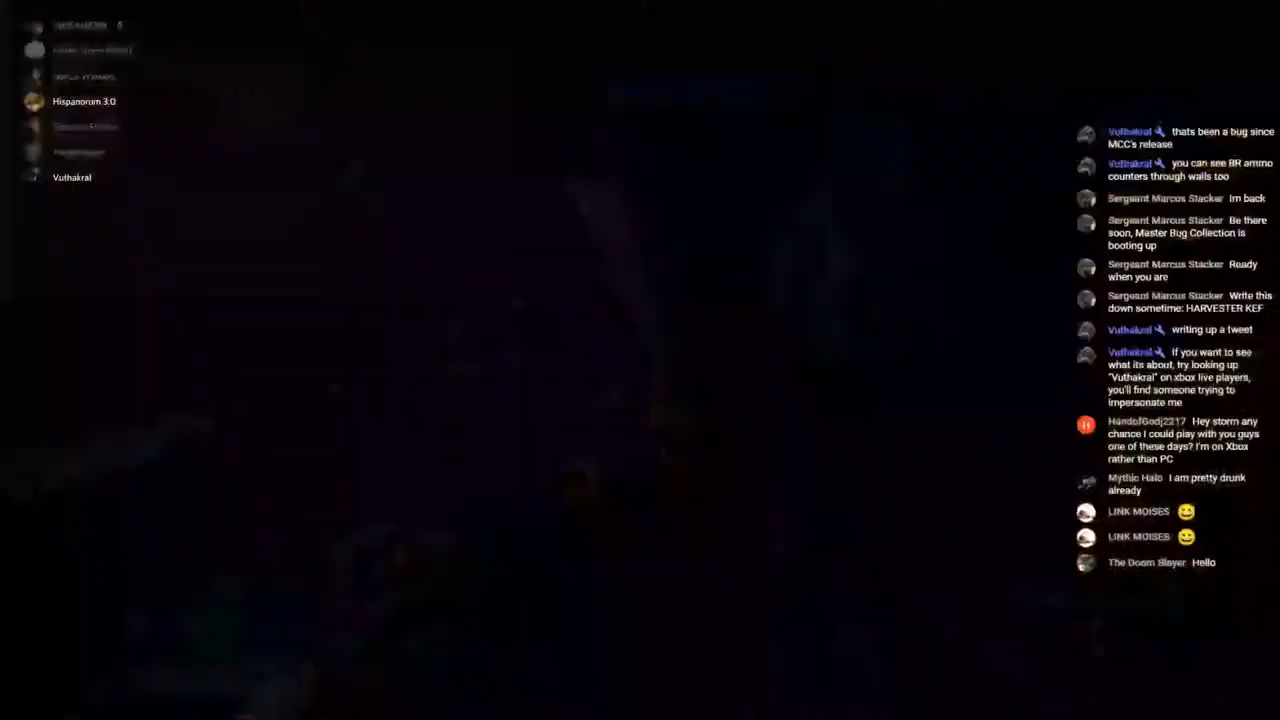 Hispanorum 3.0
Vuthakral
Vuthakral thats been a bug since
MCC's release
Vuthakral you can see BR ammo
counters through walls too
Sergeant Marcus Stacker Im back
Sergeant Marcus Stacker Be there
soon, Master Bug Collection is
booting up
Sergeant Marcus Stacker Ready
when you are
Sergeant Marcus Stacker Write this
down sometime: HARVESTER KEF
Vuthakral writing up a tweet
Vuthakral If you want to see
what its about, try looking up
"Vuthakral" on xbox live players,
you'll find someone trying to
impersonate me
HandofGodj2217 Hey storm any
chance I could play with you guys
one of these days? I'm on Xbox
rather than PC
Mythic Halo I am pretty drunk
already
LINK MOISES 😀
LINK MOISES 😀
The Doom Slayer Hello